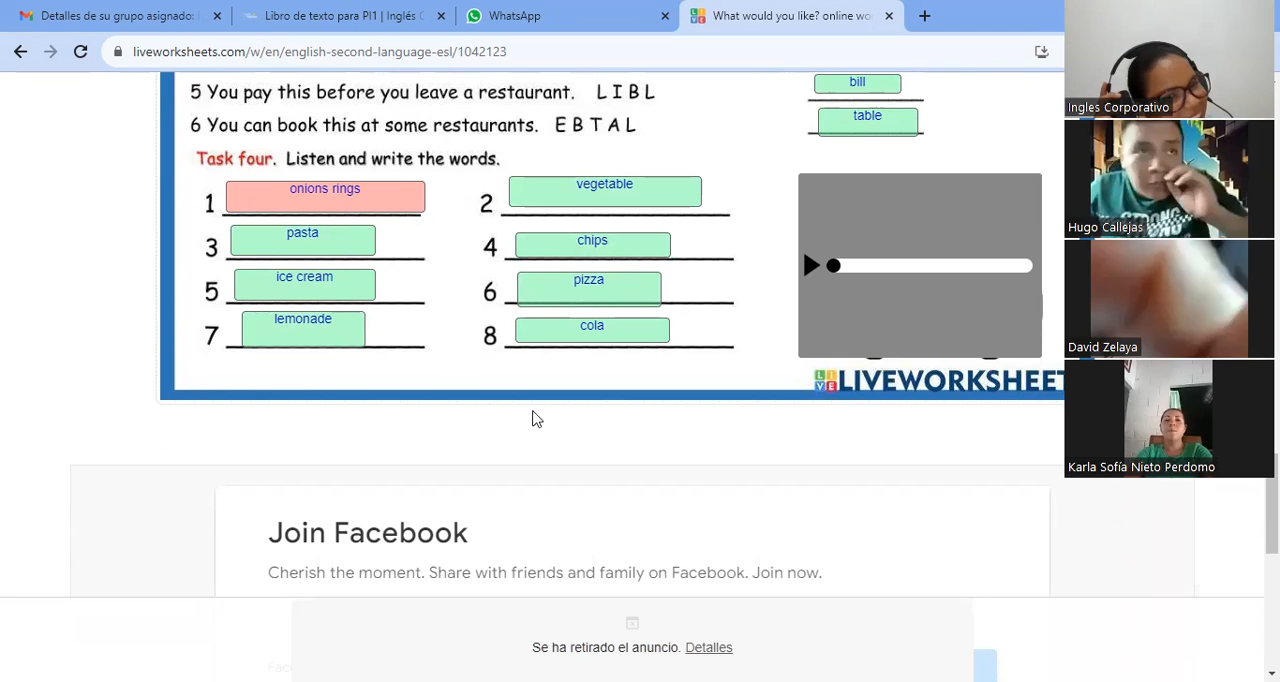 Detalles de su grupo asignado:
Libro de texto para PI1 | Inglés C
WhatsApp
What would you like? online wo
liveworksheets.com/w/en/english-second-language-esl/1042123
5 You pay this before you leave a restaurant. L I B L
bill
6 You can book this at some restaurants. E B T A L
table
Task four. Listen and write the words.
1 onions rings
2 vegetable
3 pasta
4 chips
5 ice cream
6 pizza
7 lemonade
8 cola
LIVE LIVEWORKSHEET
Join Facebook
Cherish the moment. Share with friends and family on Facebook. Join now.
Se ha retirado el anuncio. Detalles
Ingles Corporativo
Hugo Callejas
STRONG
David Zelaya
Karla Sofía Nieto Perdomo